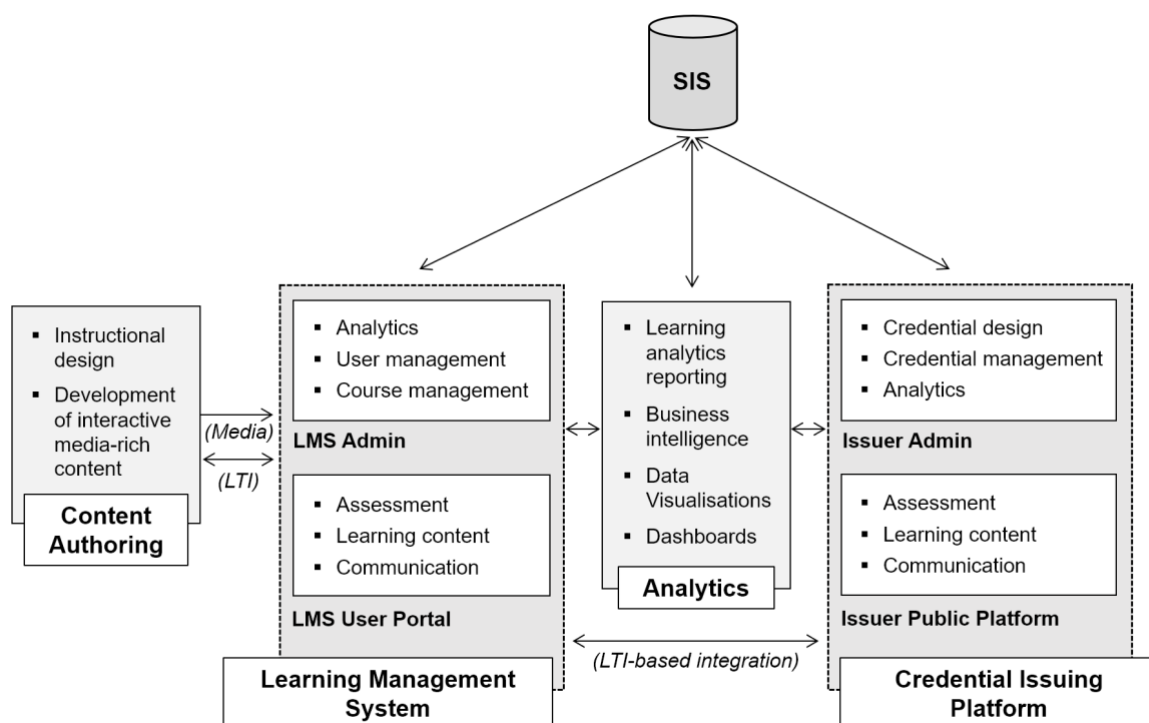 SIS
▪ Instructional
design
▪ Development
of interactive
media-rich
content
Content
Authoring
(Media)
(LTI)
▪ Analytics
▪ User management
▪ Course management
LMS Admin
▪ Assessment
▪ Learning content
▪ Communication
LMS User Portal
Learning Management
System
▪ Learning
analytics
reporting
▪ Business
intelligence
▪ Data
Visualisations
▪ Dashboards
Analytics
(LTI-based integration)
▪ Credential design
▪ Credential management
▪ Analytics
Issuer Admin
▪ Assessment
▪ Learning content
▪ Communication
Issuer Public Platform
Credential Issuing
Platform